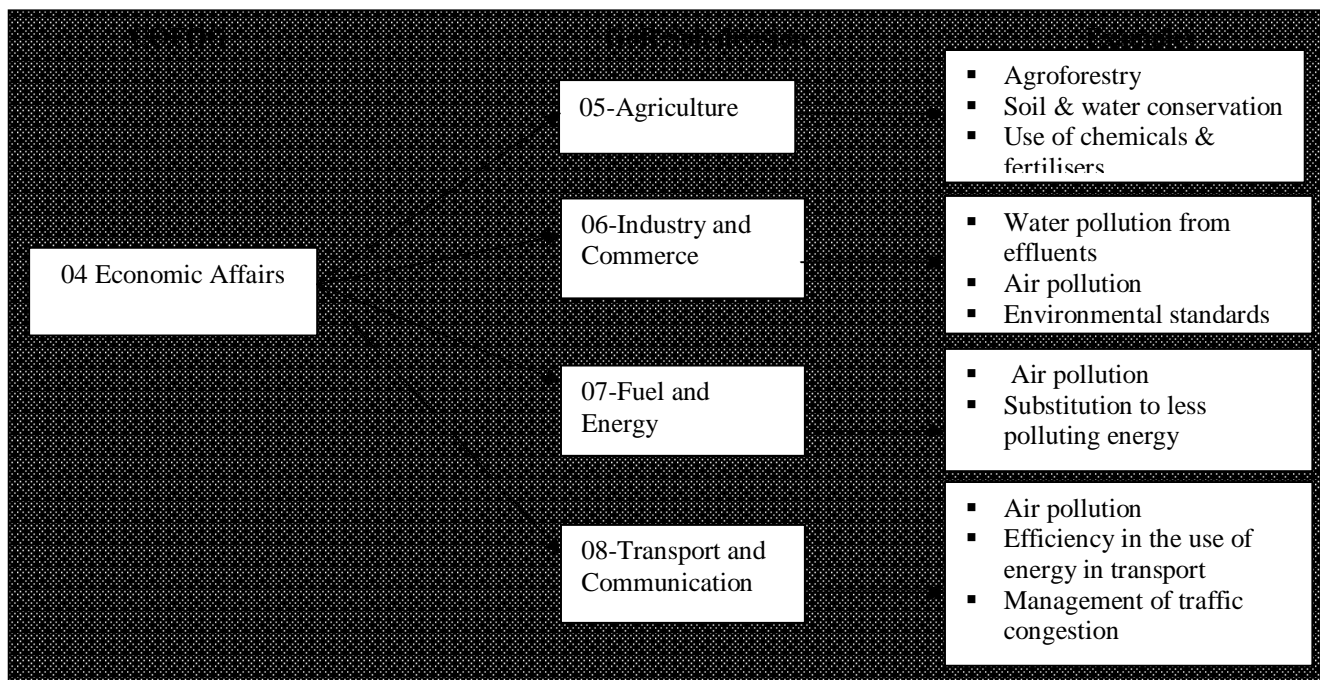 05-Agriculture
▪ Agroforestry
▪ Soil & water conservation
▪ Use of chemicals &
fertilisers
04 Economic Affairs
06-Industry and
Commerce
▪ Water pollution from
effluents
▪ Air pollution
▪ Environmental standards
07-Fuel and
Energy
▪ Air pollution
▪ Substitution to less
polluting energy
08-Transport and
Communication
▪ Air pollution
▪ Efficiency in the use of
energy in transport
▪ Management of traffic
congestion